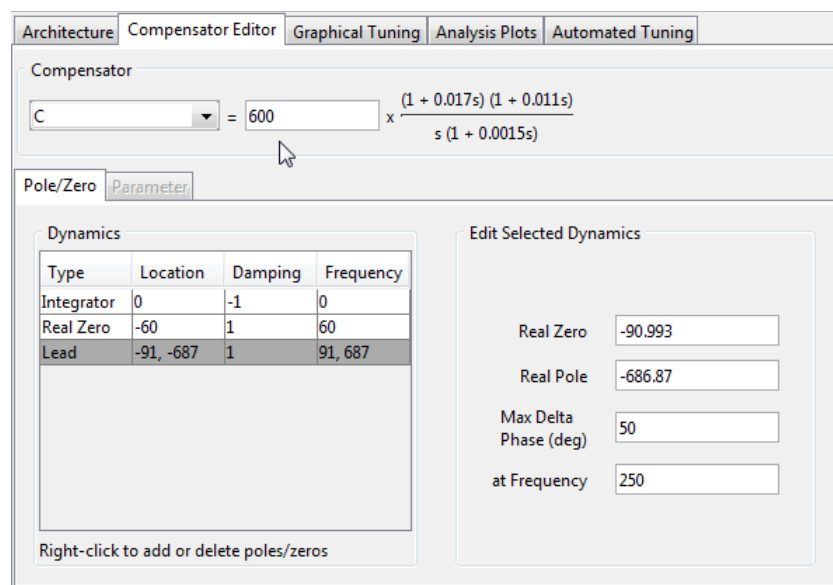 Architecture Compensator Editor Graphical Tuning Analysis Plots Automated Tuning
Compensator
C = 600 x (1 + 0.017s) (1 + 0.011s)
s (1 + 0.0015s)
Pole/Zero Parameter
Dynamics
Type Location Damping Frequency
Integrator 0 -1 0
Real Zero -60 1 60
Lead -91, -687 1 91, 687
Right-click to add or delete poles/zeros
Edit Selected Dynamics
Real Zero -90.993
Real Pole -686.87
Max Delta
Phase (deg) 50
at Frequency 250